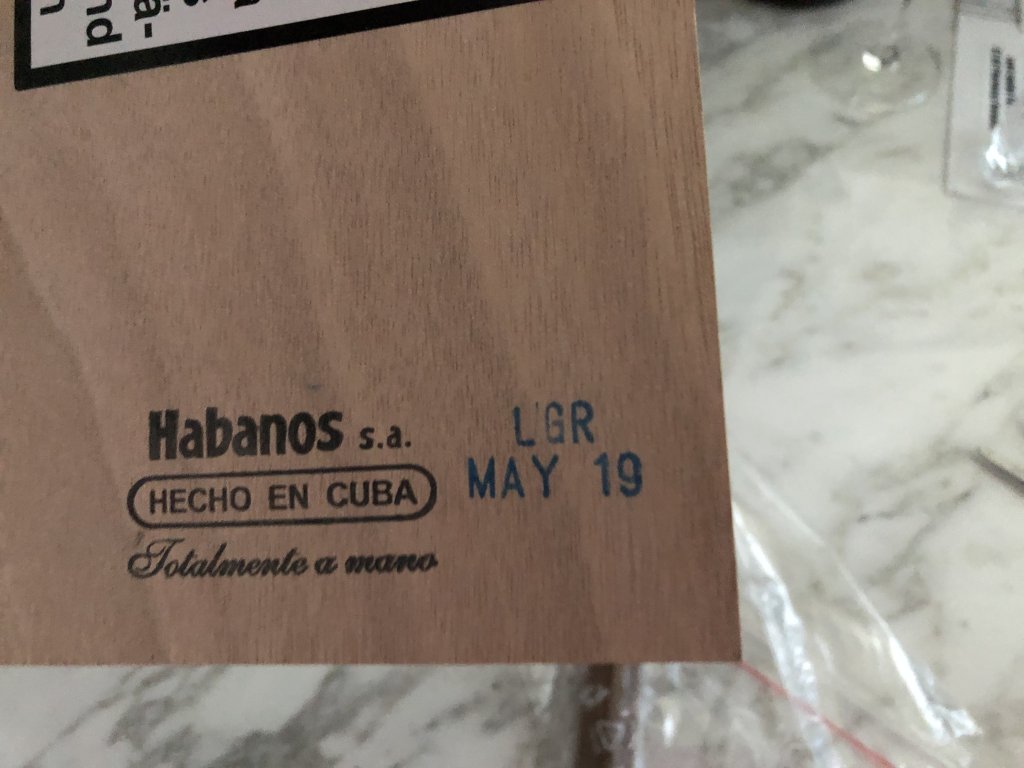 Habanos s.a.
HECHO EN CUBA
Totalmente a mano
LGR
MAY 19